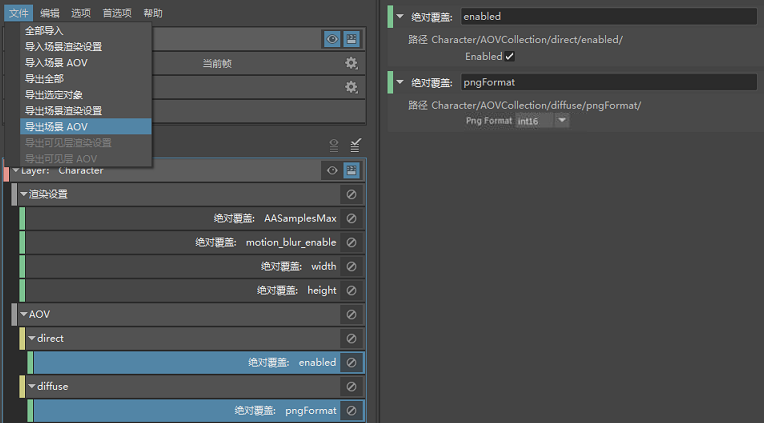 文件 编辑 选项 首选项 帮助
全部导入
导入场景渲染设置
导入场景 AOV
导出全部
导出选定对象
导出场景渲染设置
导出场景 AOV
导出可见层渲染设置
导出可见层 AOV
当前帧
Layer: Character
渲染设置
绝对覆盖: AASamplesMax
绝对覆盖: motion_blur_enable
绝对覆盖: width
绝对覆盖: height
AOV
direct
绝对覆盖: enabled
diffuse
绝对覆盖: pngFormat
绝对覆盖: enabled
路径 Character/AOVCollection/direct/enabled/
Enabled
绝对覆盖: pngFormat
路径 Character/AOVCollection/diffuse/pngFormat/
Png Format int16